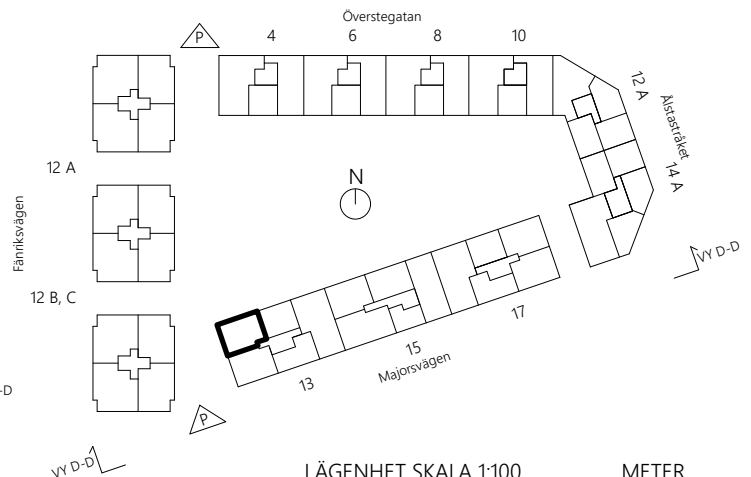 Överstegatan
P
4
6
8
10
12 A
Ålstastråket
14 A
12 A
Fänriksvägen
N
VY D-D
12 B, C
17
15
13
Majorsvägen
-D
P
VY D-D
LÄGENHET SKALA 1:100
METER